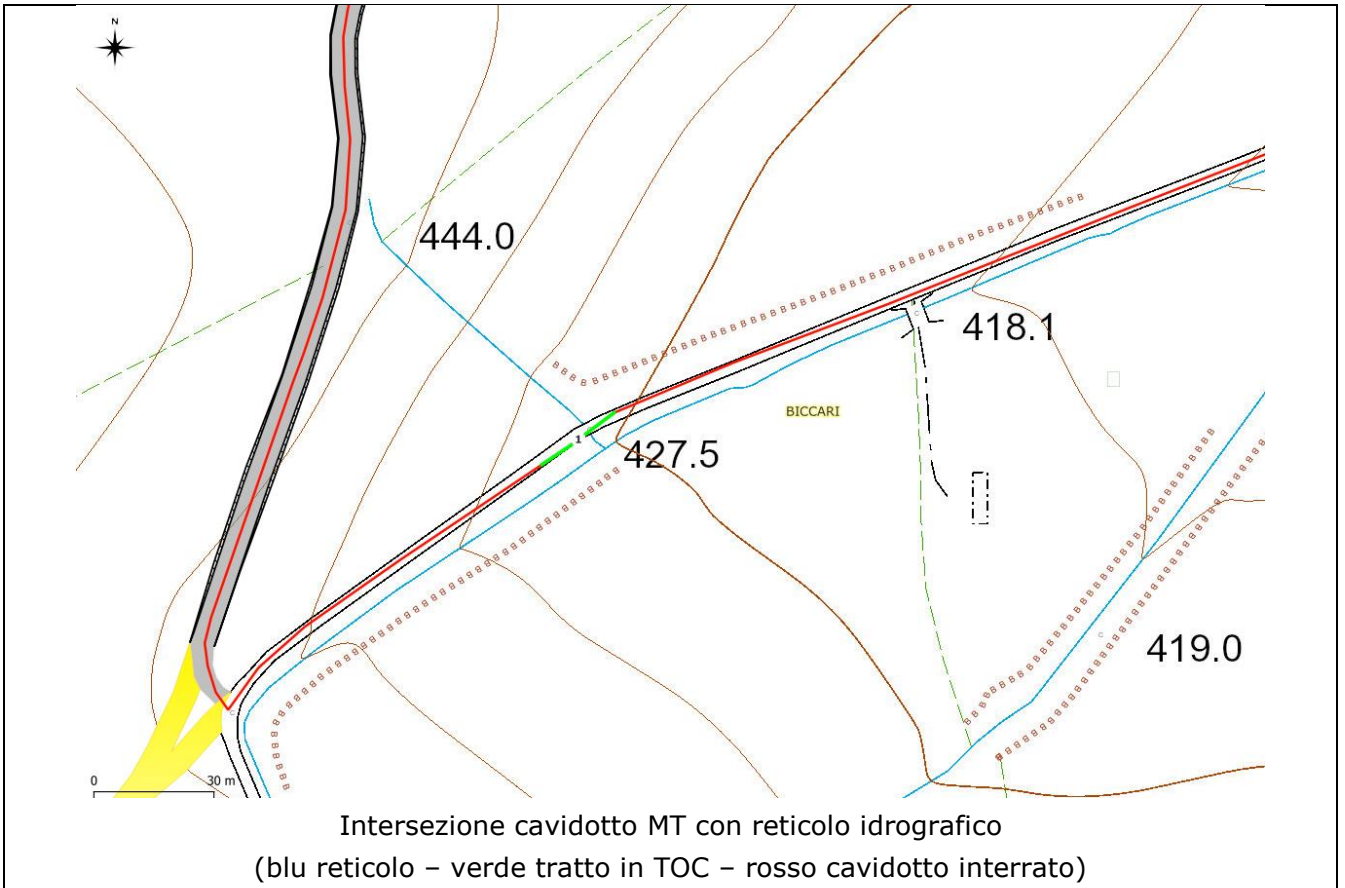 N
444.0
418.1
BICCARI
1
427.5
419.0
0 30 m
Intersezione cavidotto MT con reticolo idrografico
(blu reticolo – verde tratto in TOC – rosso cavidotto interrato)